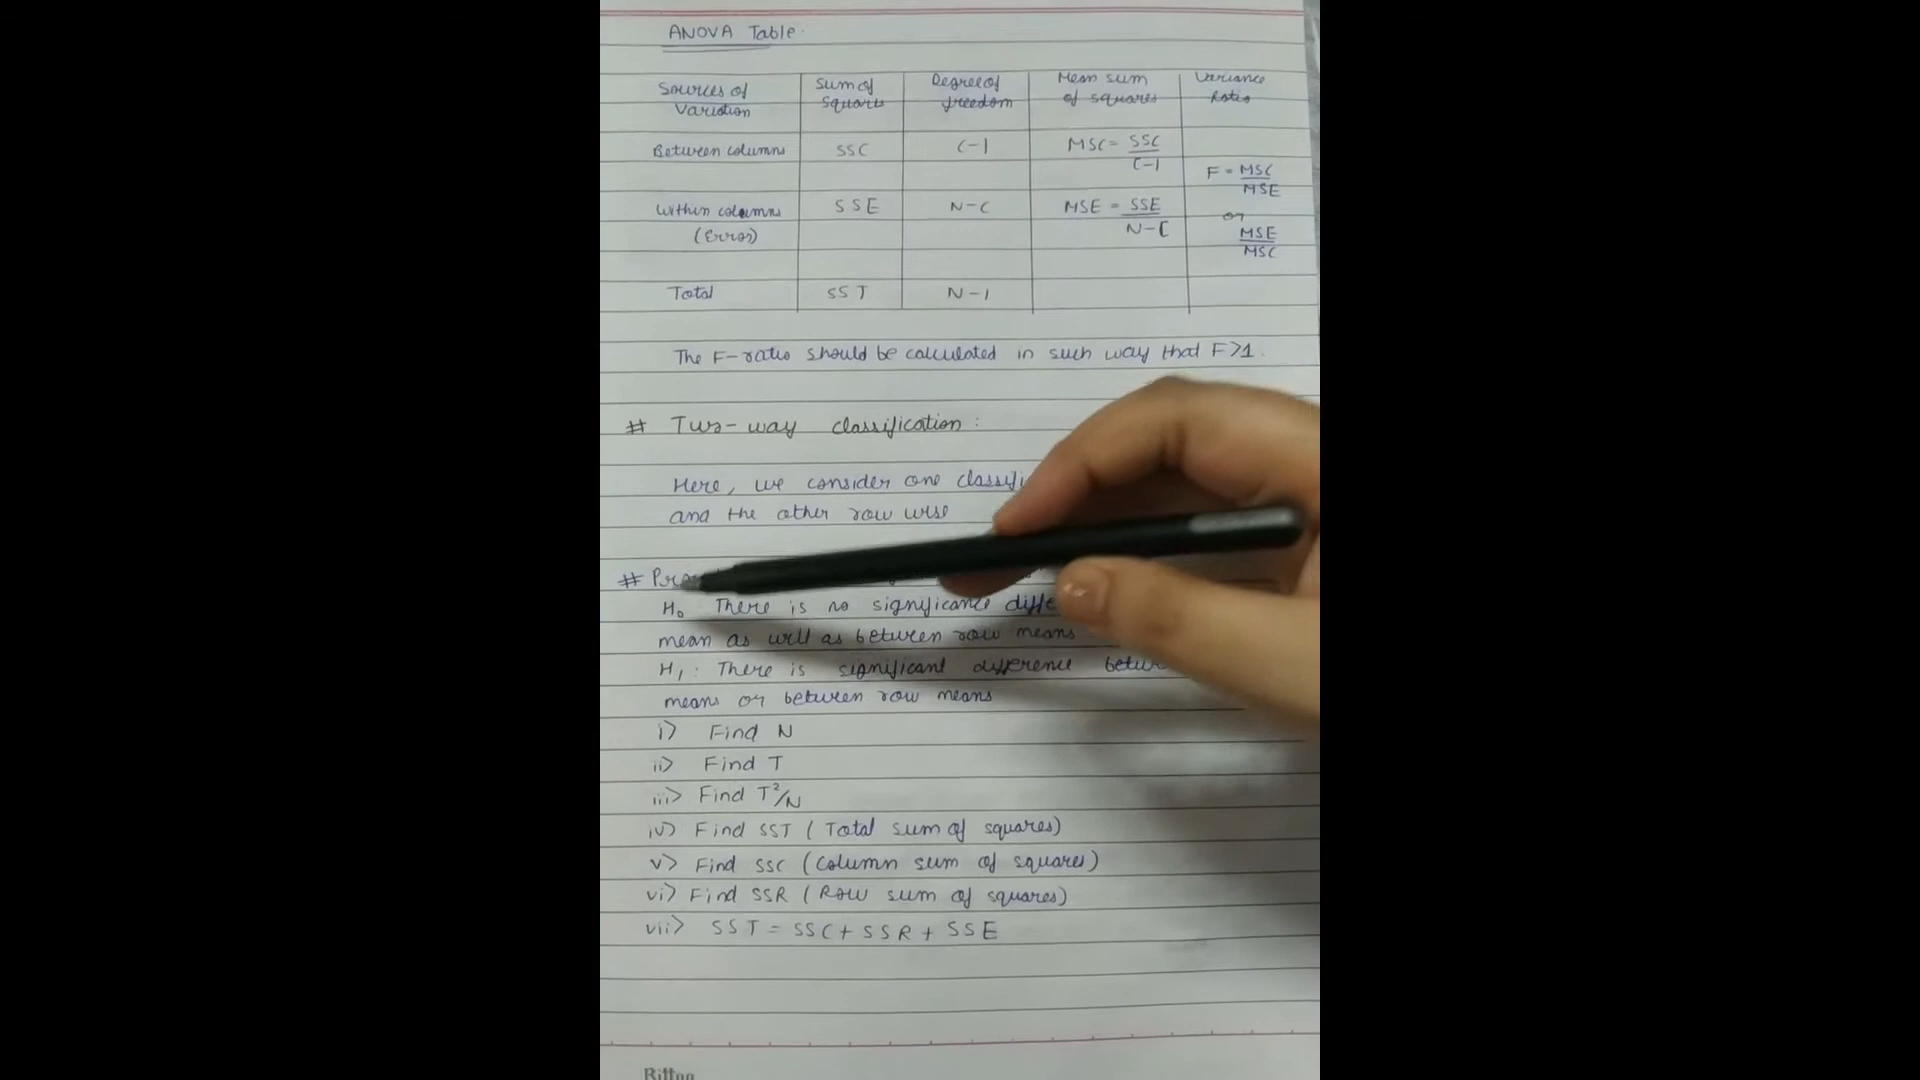 ANOVA Table.
Sources of Variation | Sum of Squares | Degree of freedom | Mean sum of squares | Variance Ratio
Between columns | SSC | C-1 | MSC = SSC/C-1 | F = MSC/MSE
or
Within columns (Error) | SSE | N-C | MSE = SSE/N-C | MSE/MSC
Total | SST | N-1
The F-ratio should be calculated in such way that F>1.
# Two-way classification:
Here, we consider one
and the other row wise
#
H₀ There is no significance
mean as well as between row means
H₁: There is significant difference
means or between row means
i> Find N
ii> Find T
iii> Find T²/N
iv> Find SST (Total sum of squares)
v> Find SSC (Column sum of squares)
vi> Find SSR (Row sum of squares)
vii> SST = SSC + SSR + SSE